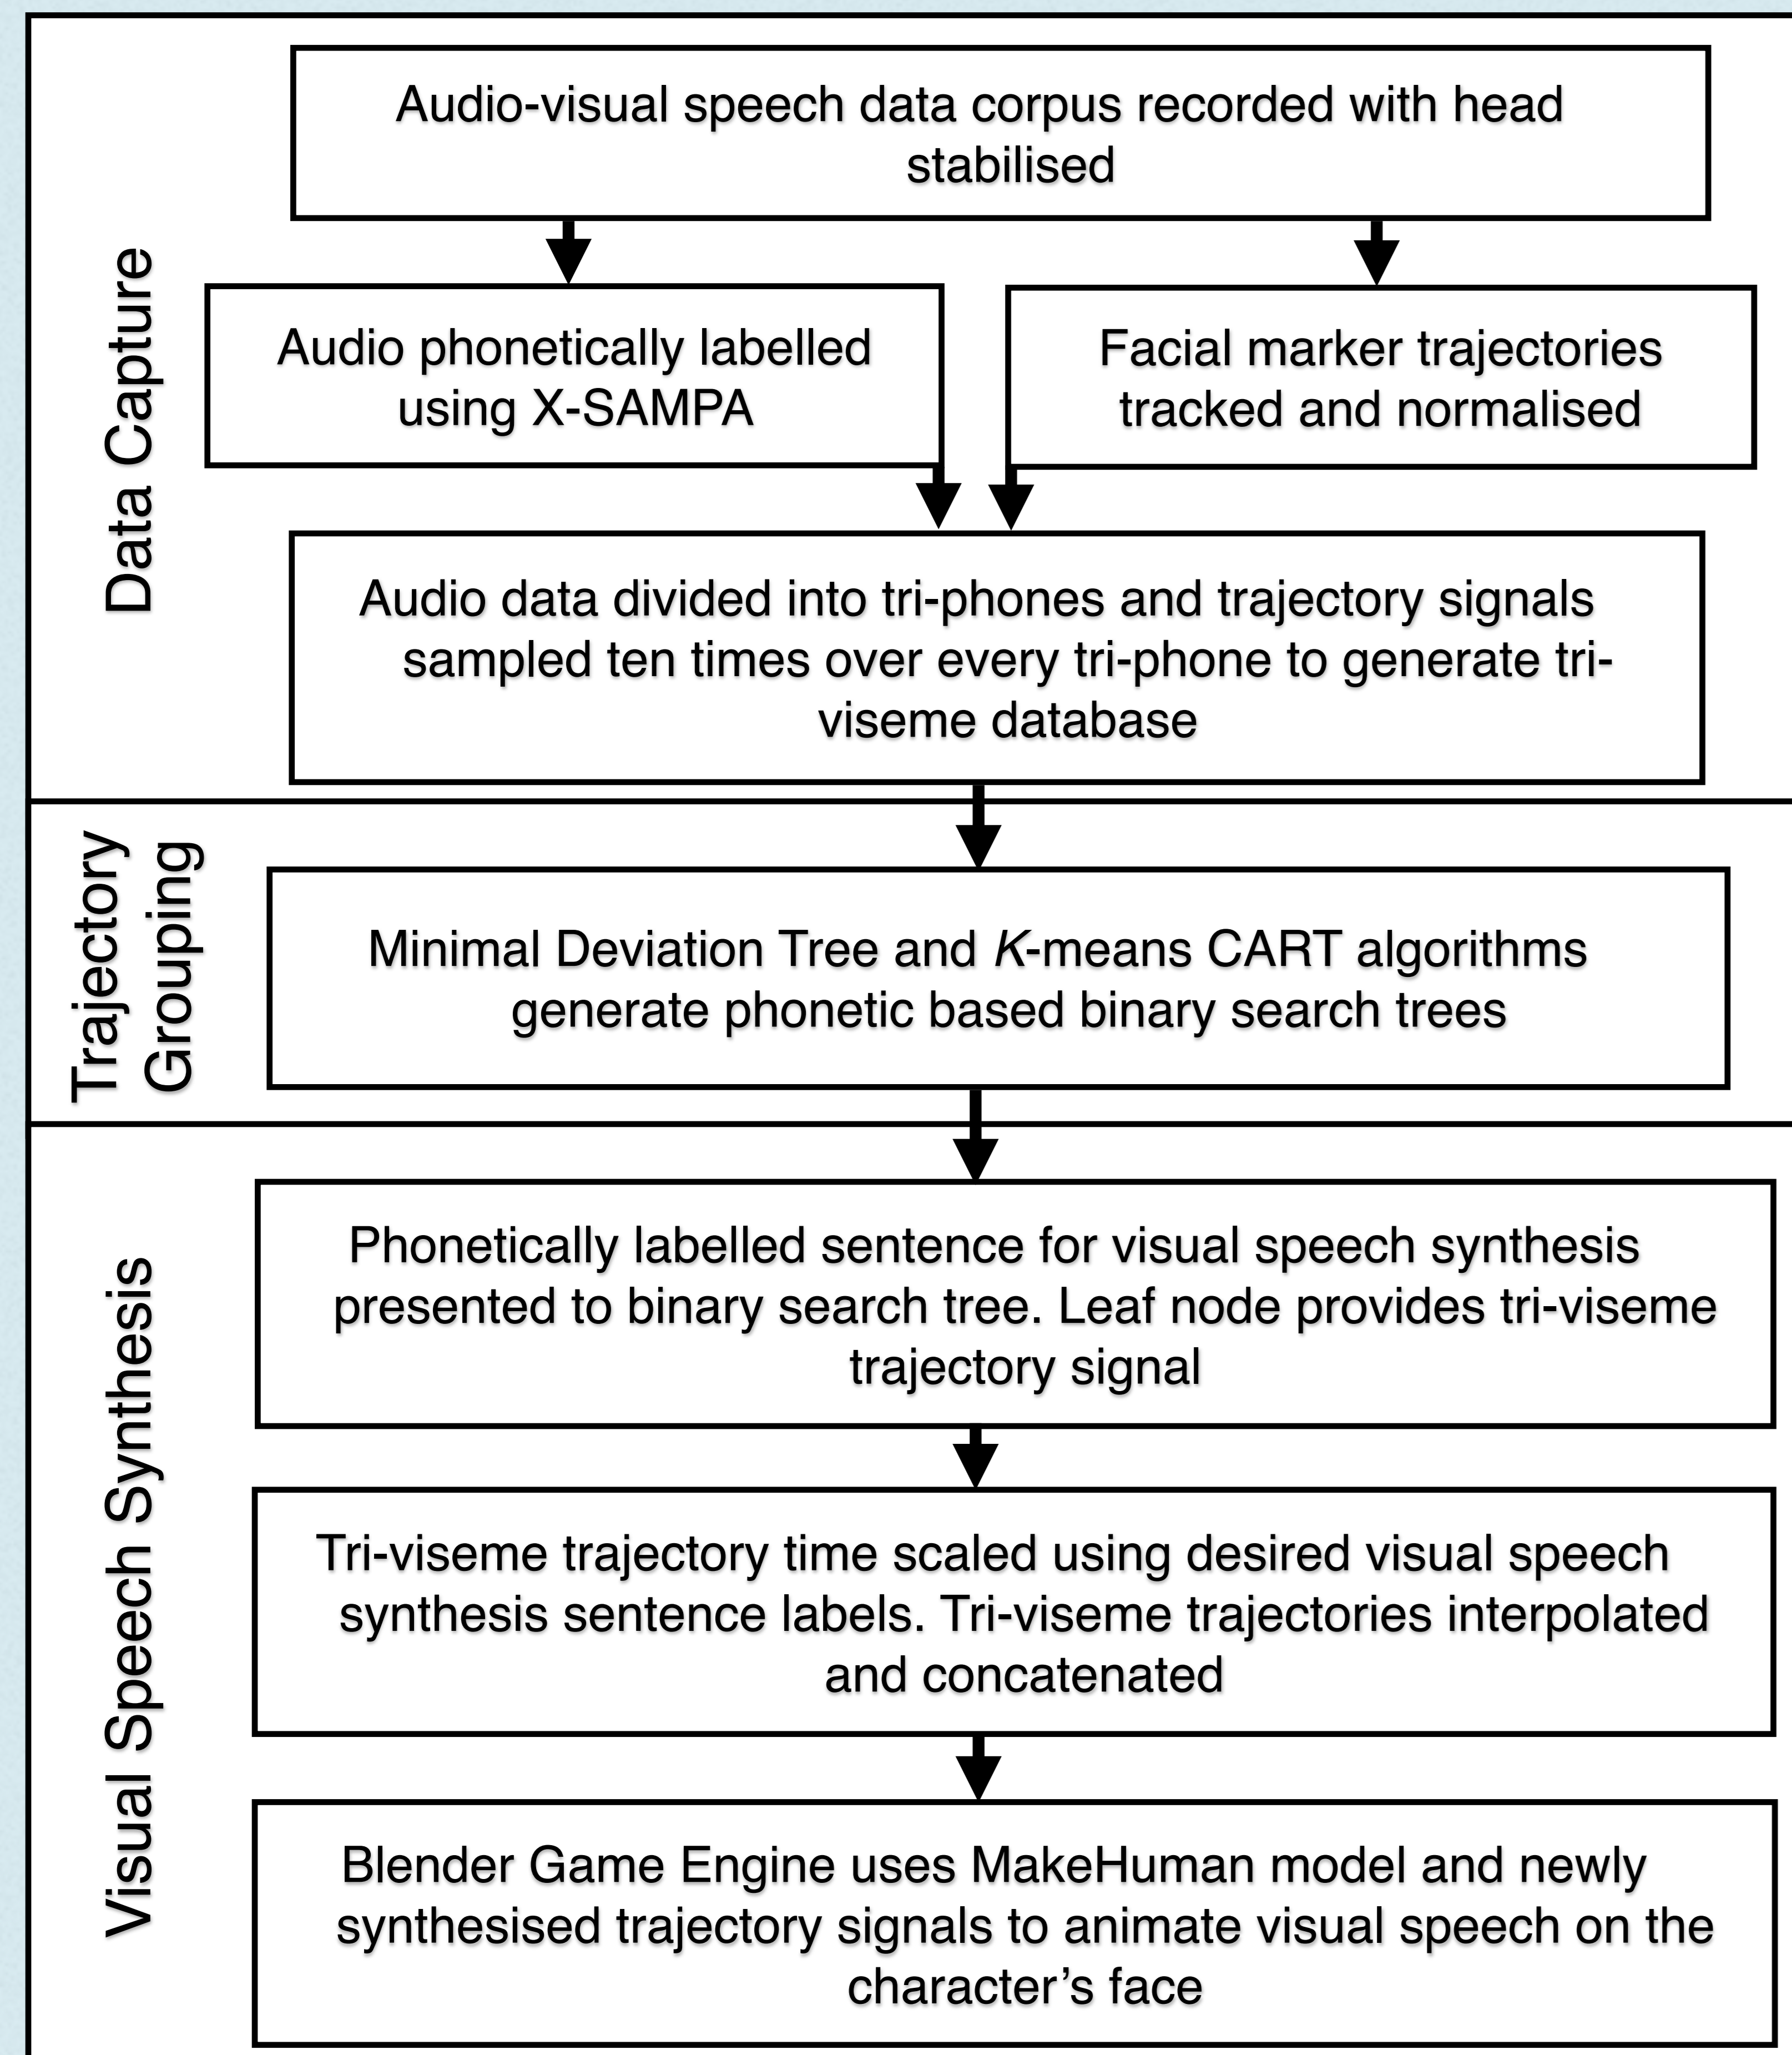 Data Capture
Audio-visual speech data corpus recorded with head
stabilised
Audio phonetically labelled
using X-SAMPA
Facial marker trajectories
tracked and normalised
Audio data divided into tri-phones and trajectory signals
sampled ten times over every tri-phone to generate tri-
viseme database
Trajectory
Grouping
Minimal Deviation Tree and K-means CART algorithms
generate phonetic based binary search trees
Visual Speech Synthesis
Phonetically labelled sentence for visual speech synthesis
presented to binary search tree. Leaf node provides tri-viseme
trajectory signal
Tri-viseme trajectory time scaled using desired visual speech
synthesis sentence labels. Tri-viseme trajectories interpolated
and concatenated
Blender Game Engine uses MakeHuman model and newly
synthesised trajectory signals to animate visual speech on the
character’s face